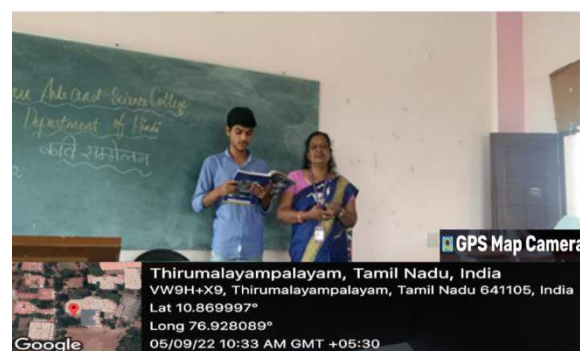 Arts and Science College
Department of Hindi
कवि सम्मेलन
GPS Map Camera
Thirumalayampalayam, Tamil Nadu, India
VW9H+X9, Thirumalayampalayam, Tamil Nadu 641105, India
Lat 10.869997°
Long 76.928089°
05/09/22 10:33 AM GMT +05:30
Google